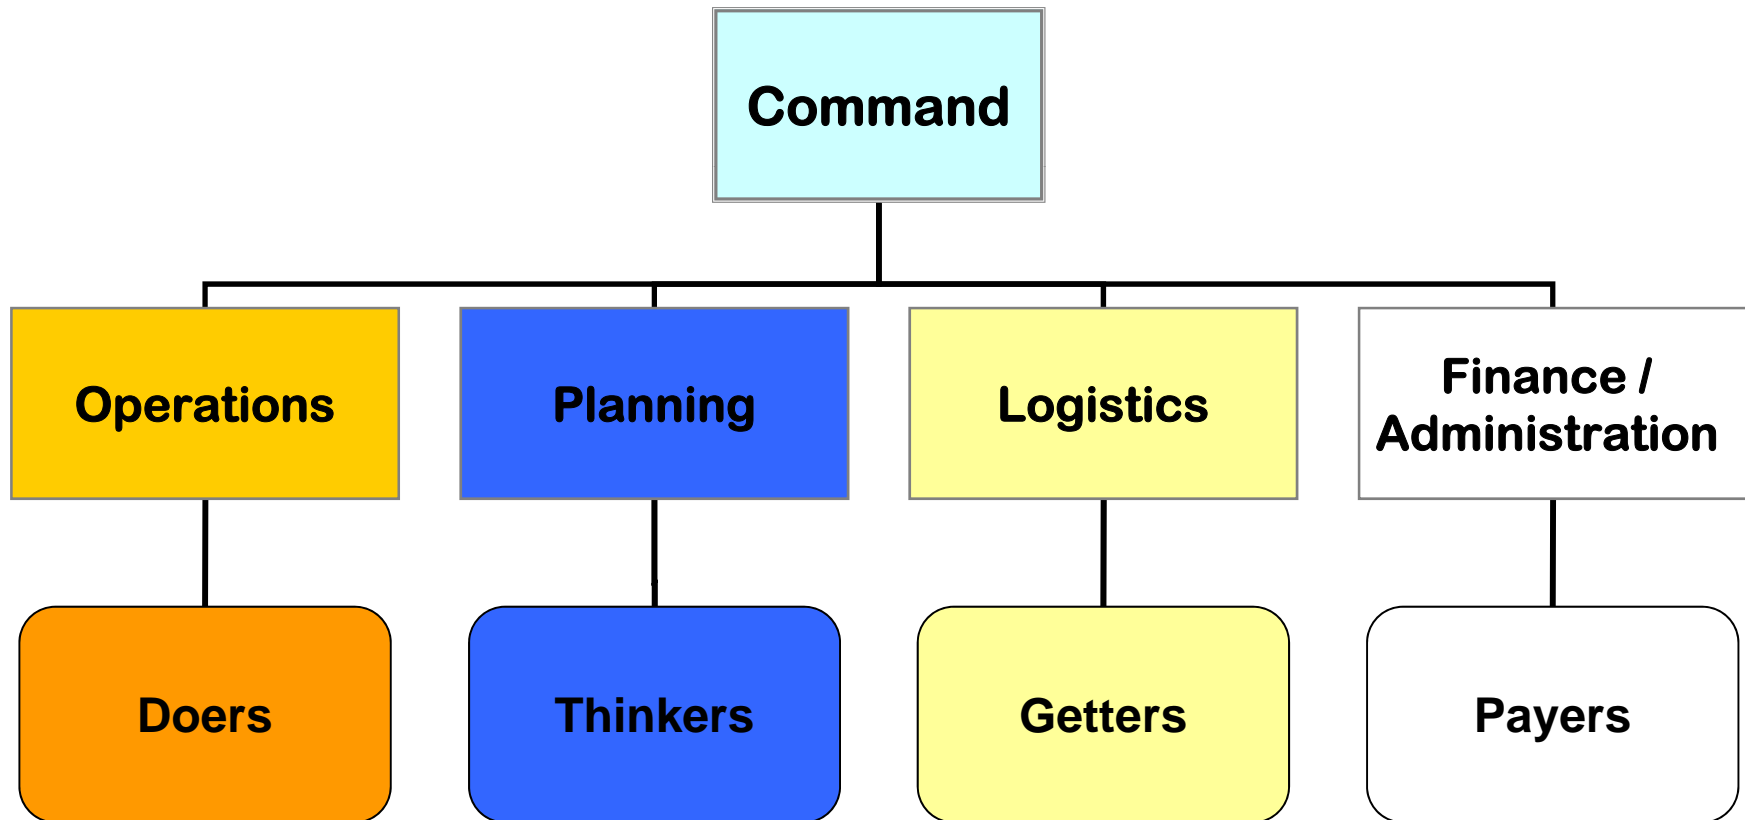 Command
Operations
Planning
Logistics
Finance /
Administration
Doers
Thinkers
Getters
Payers